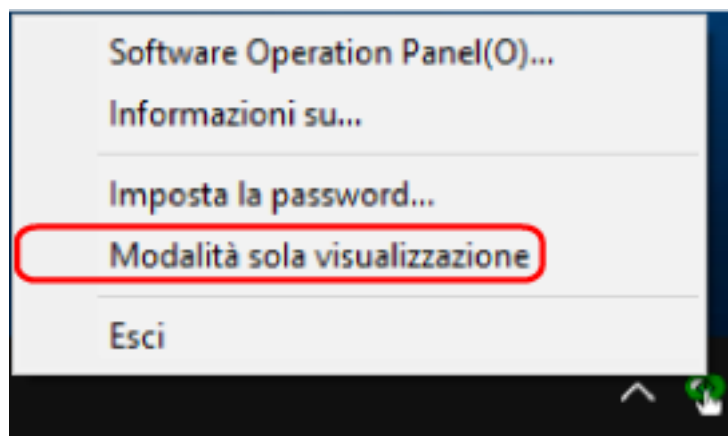 Software Operation Panel(O)...
Informazioni su...
Imposta la password...
Modalità sola visualizzazione
Esci